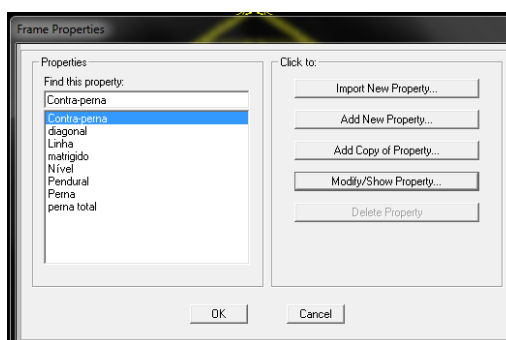 Frame Properties
Properties
Find this property:
Contra-perna
Contra-perna
diagonal
Linha
matrigido
Nível
Pendural
Perna
perna total
Click to:
Import New Property...
Add New Property...
Add Copy of Property...
Modify/Show Property...
Delete Property
OK
Cancel